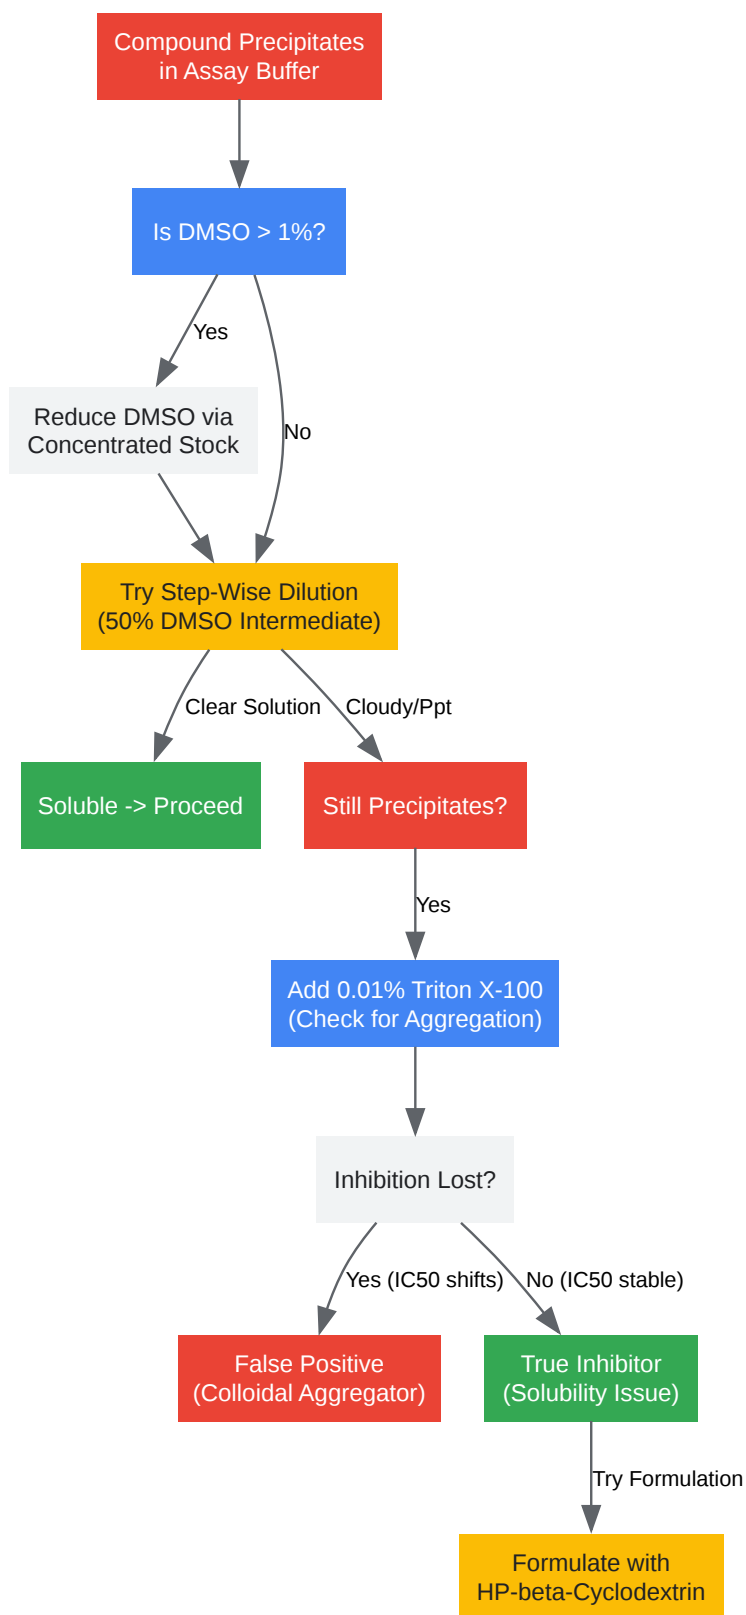 Compound Precipitates
in Assay Buffer
Is DMSO > 1%?
Yes
Reduce DMSO via
Concentrated Stock
No
Try Step-Wise Dilution
(50% DMSO Intermediate)
Clear Solution
Cloudy/Ppt
Soluble -> Proceed
Still Precipitates?
Yes
Add 0.01% Triton X-100
(Check for Aggregation)
Inhibition Lost?
Yes (IC50 shifts)
No (IC50 stable)
False Positive
(Colloidal Aggregator)
True Inhibitor
(Solubility Issue)
Try Formulation
Formulate with
HP-beta-Cyclodextrin